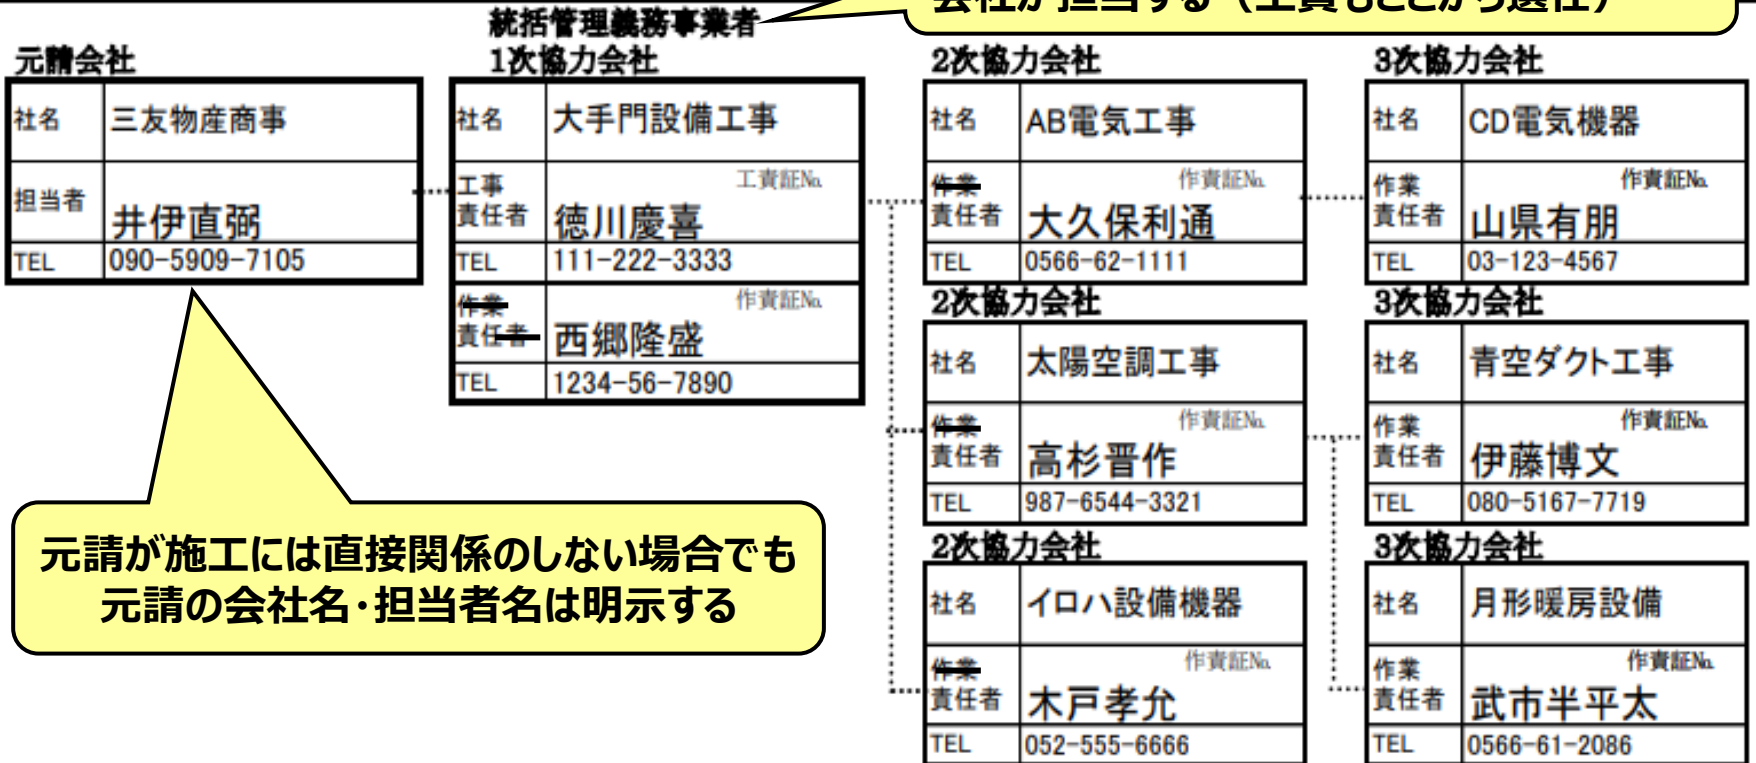 会社が担当する（工責もここから選任）
統括管理義務事業者
元請会社
社名 三友物産商事
担当者 井伊直弼
TEL 090-5909-7105
1次協力会社
社名 大手門設備工事
工事責任者 工責証№
徳川慶喜
TEL 111-222-3333
作業責任者 作責証№
西郷隆盛
TEL 1234-56-7890
2次協力会社
社名 AB電気工事
作業責任者 作責証№
大久保利通
TEL 0566-62-1111
3次協力会社
社名 CD電気機器
作業責任者 作責証№
山県有朋
TEL 03-123-4567
2次協力会社
社名 太陽空調工事
作業責任者 作責証№
高杉晋作
TEL 987-6544-3321
3次協力会社
社名 青空ダクト工事
作業責任者 作責証№
伊藤博文
TEL 080-5167-7719
2次協力会社
社名 イロハ設備機器
作業責任者 作責証№
木戸孝允
TEL 052-555-6666
3次協力会社
社名 月形暖房設備
作業責任者 作責証№
武市半平太
TEL 0566-61-2086
元請が施工には直接関係のしない場合でも
元請の会社名・担当者名は明示する